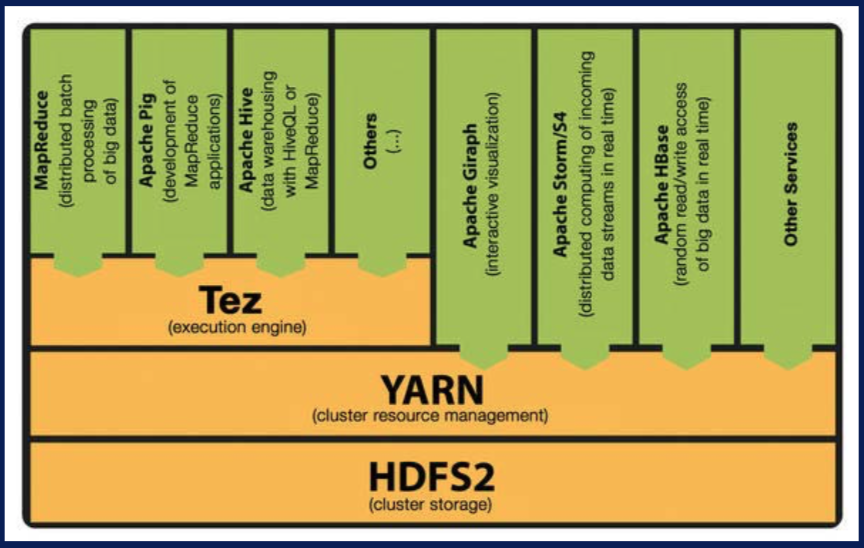 MapReduce
(distributed batch
processing
of big data)
Apache Pig
(development of
MapReduce
applications)
Apache Hive
(data warehousing
with HiveQL or
MapReduce)
Others
(...)
Apache Giraph
(interactive visualization)
Apache Storm/S4
(distributed computing of incoming
data streams in real time)
Apache HBase
(random read/write access
of big data in real time)
Other Services
Tez
(execution engine)
YARN
(cluster resource management)
HDFS2
(cluster storage)